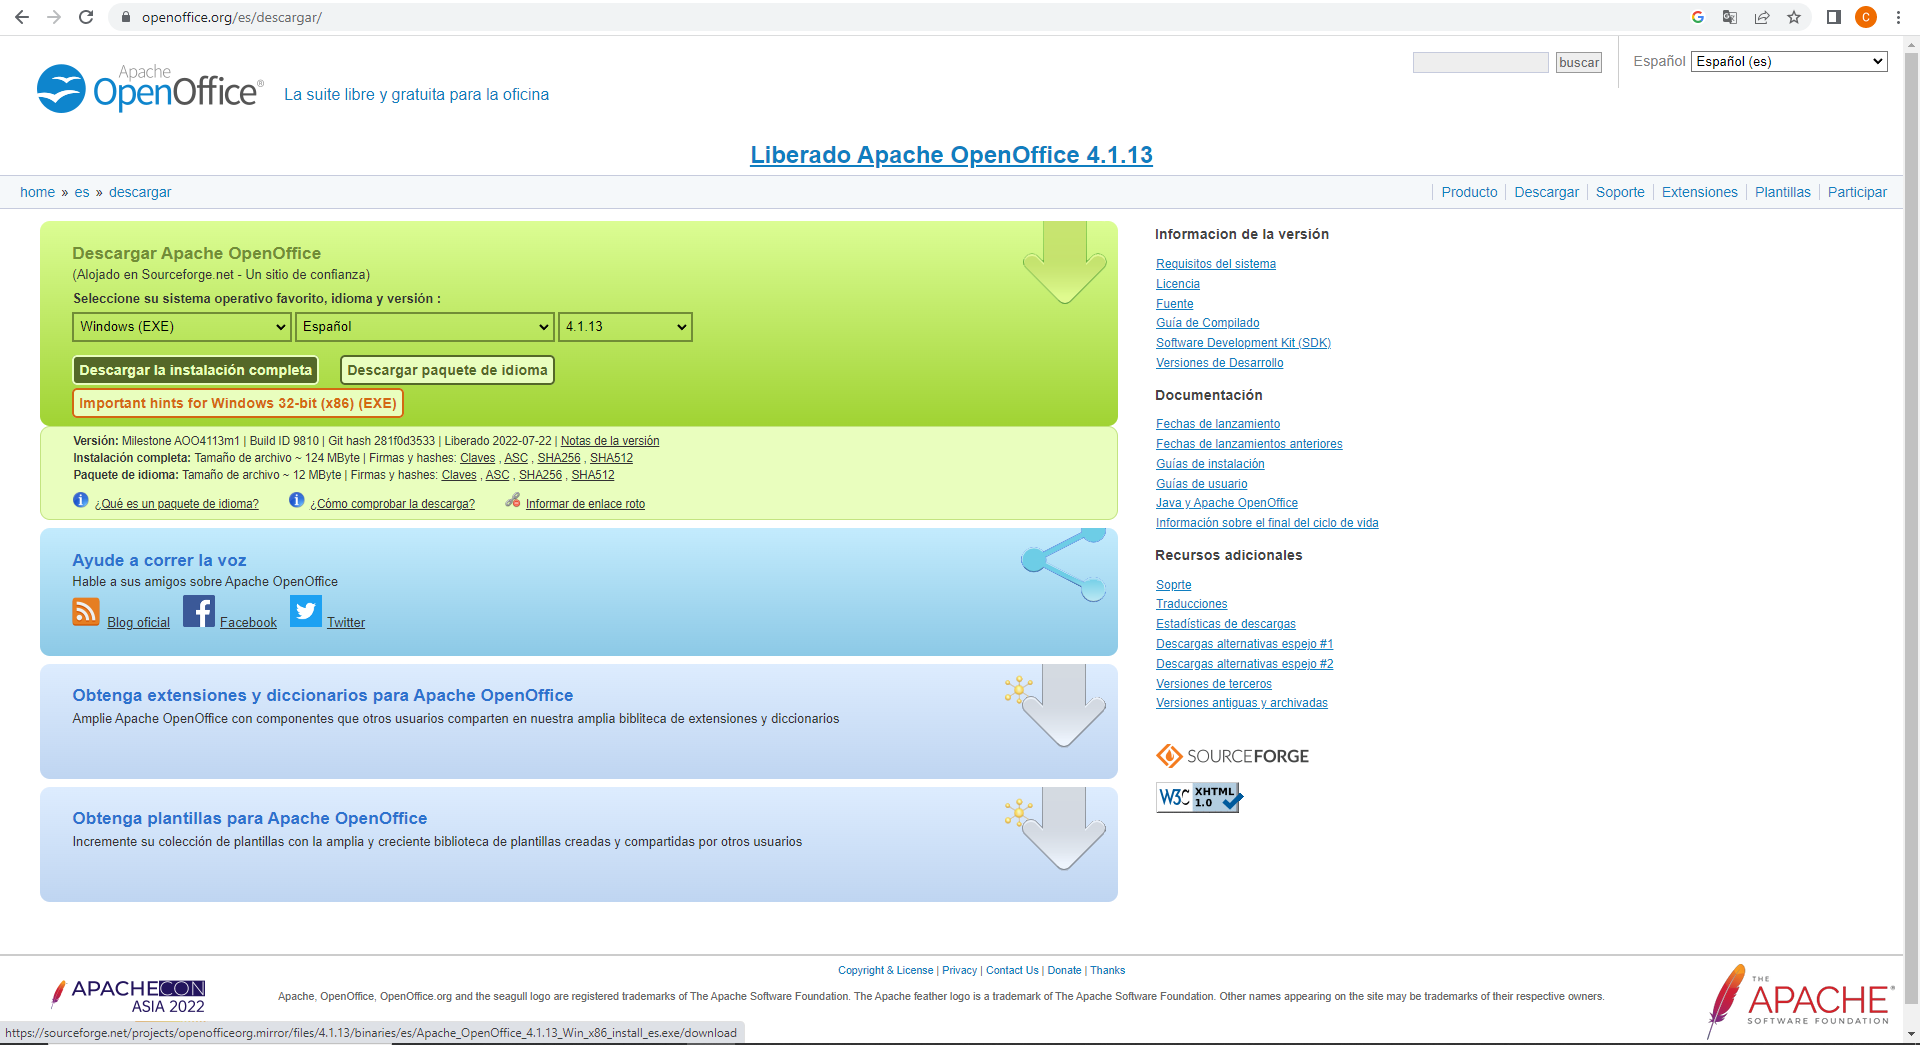 openoffice.org/es/descargar/
C
Apache
OpenOffice®
La suite libre y gratuita para la oficina
buscar
Español
Español (es)
Liberado Apache OpenOffice 4.1.13
home » es » descargar
Producto | Descargar | Soporte | Extensiones | Plantillas | Participar
Descargar Apache OpenOffice
(Alojado en Sourceforge.net - Un sitio de confianza)
Seleccione su sistema operativo favorito, idioma y versión :
Windows (EXE)
Español
4.1.13
Descargar la instalación completa
Descargar paquete de idioma
Important hints for Windows 32-bit (x86) (EXE)
Versión: Milestone AOO4113m1 | Build ID 9810 | Git hash 281f0d3533 | Liberado 2022-07-22 | Notas de la versión
Instalación completa: Tamaño de archivo ~ 124 MByte | Firmas y hashes: Claves , ASC , SHA256 , SHA512
Paquete de idioma: Tamaño de archivo ~ 12 MByte | Firmas y hashes: Claves , ASC , SHA256 , SHA512
¿Qué es un paquete de idioma?
¿Cómo comprobar la descarga?
Informar de enlace roto
Ayude a correr la voz
Hable a sus amigos sobre Apache OpenOffice
Blog oficial
Facebook
Twitter
Obtenga extensiones y diccionarios para Apache OpenOffice
Amplie Apache OpenOffice con componentes que otros usuarios comparten en nuestra amplia bibliteca de extensiones y diccionarios
Obtenga plantillas para Apache OpenOffice
Incremente su colección de plantillas con la amplia y creciente biblioteca de plantillas creadas y compartidas por otros usuarios
Informacion de la versión
Requisitos del sistema
Licencia
Fuente
Guía de Compilado
Software Development Kit (SDK)
Versiones de Desarrollo
Documentación
Fechas de lanzamiento
Fechas de lanzamientos anteriores
Guías de instalación
Guías de usuario
Java y Apache OpenOffice
Información sobre el final del ciclo de vida
Recursos adicionales
Soprte
Traducciones
Estadísticas de descargas
Descargas alternativas espejo #1
Descargas alternativas espejo #2
Versiones de terceros
Versiones antiguas y archivadas
SOURCEFORGE
W3C XHTML 1.0
Copyright & License | Privacy | Contact Us | Donate | Thanks
APACHECON
ASIA 2022
Apache, OpenOffice, OpenOffice.org and the seagull logo are registered trademarks of The Apache Software Foundation. The Apache feather logo is a trademark of The Apache Software Foundation. Other names appearing on the site may be trademarks of their respective owners.
THE
APACHE®
SOFTWARE FOUNDATION
https://sourceforge.net/projects/openofficeorg.mirror/files/4.1.13/binaries/es/Apache_OpenOffice_4.1.13_Win_x86_install_es.exe/download